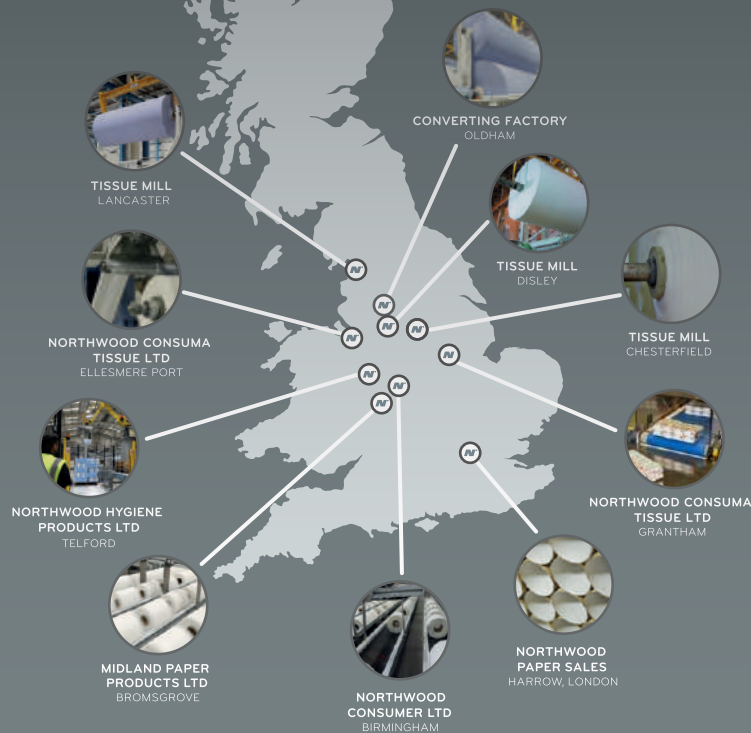 CONVERTING FACTORY
OLDHAM
TISSUE MILL
LANCASTER
TISSUE MILL
DISLEY
NORTHWOOD CONSUMA
TISSUE LTD
ELLESMERE PORT
TISSUE MILL
CHESTERFIELD
NORTHWOOD HYGIENE
PRODUCTS LTD
TELFORD
NORTHWOOD CONSUMA
TISSUE LTD
GRANTHAM
MIDLAND PAPER
PRODUCTS LTD
BROMSGROVE
NORTHWOOD
CONSUMER LTD
BIRMINGHAM
NORTHWOOD
PAPER SALES
HARROW, LONDON
N
N
N
N
N
N
N
N
N
N